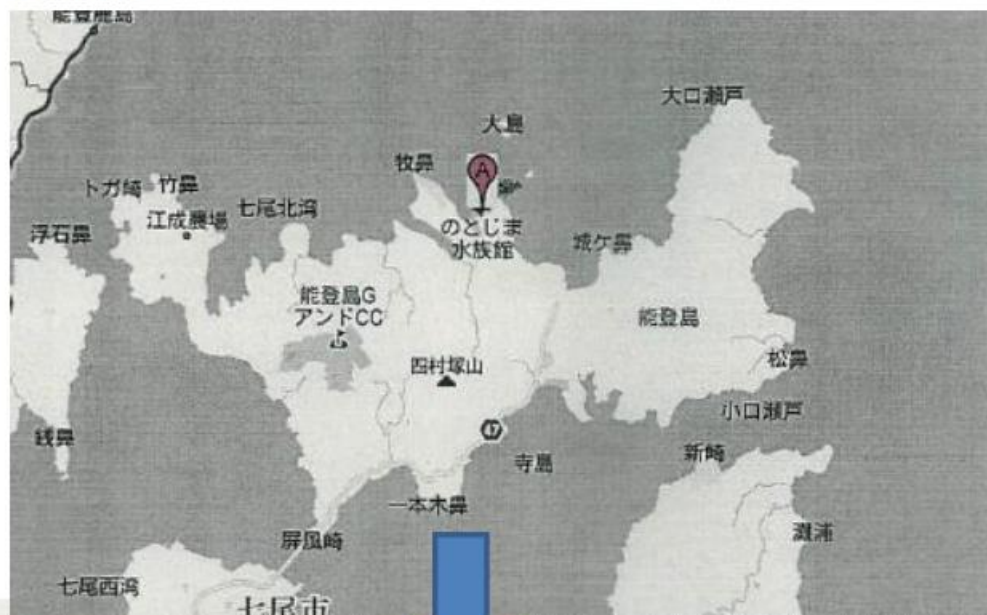 能登鹿島
大口瀬戸
大島
牧鼻
A
トガ崎
竹鼻
七尾北湾
江成農場
浮石鼻
のとじま
水族館
城ケ鼻
能登島G
アンドCC
能登島
四村塚山
松鼻
小口瀬戸
47
銭鼻
寺島
新崎
一本木鼻
灘浦
屏風崎
七尾西湾
七尾市